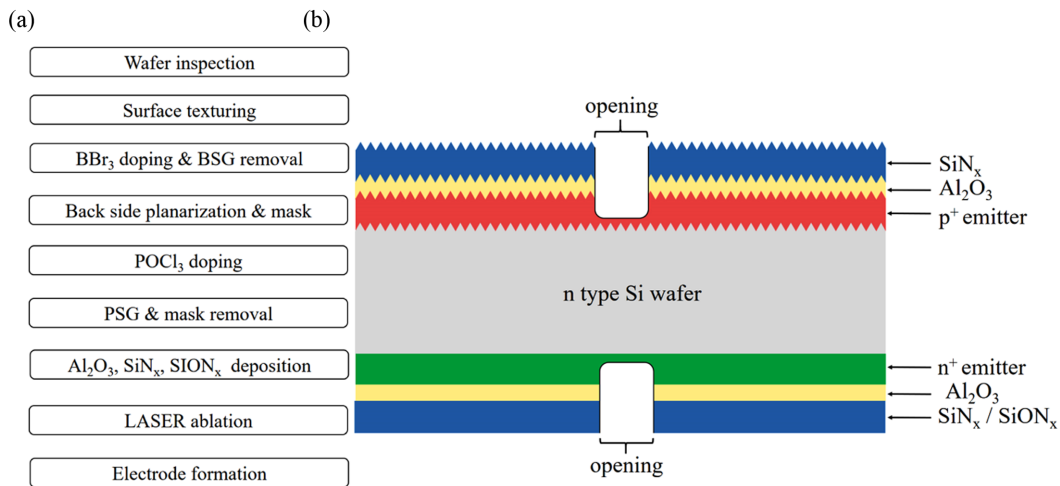 (a)
Wafer inspection
Surface texturing
BBr₃ doping & BSG removal
Back side planarization & mask
POCl₃ doping
PSG & mask removal
Al₂O₃, SiNₓ, SIONₓ deposition
LASER ablation
Electrode formation
(b)
opening
SiNₓ
Al₂O₃
p⁺ emitter
n type Si wafer
n⁺ emitter
Al₂O₃
SiNₓ / SiONₓ
opening